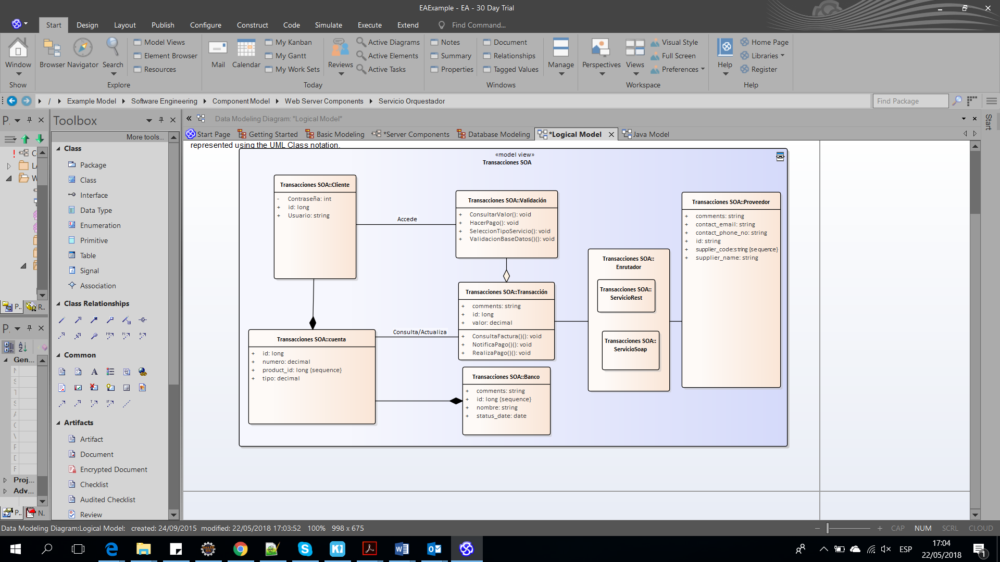 EAExample - EA - 30 Day Trial
Start Design Layout Publish Configure Construct Code Simulate Execute Extend Find Command...
Window
Show
Browser Navigator Search
Model Views
Element Browser
Resources
Explore
Mail Calendar
My Kanban
My Gantt
My Work Sets
Today
Reviews
Active Diagrams
Active Elements
Active Tasks
Notes
Summary
Properties
Document
Relationships
Tagged Values
Windows
Manage
Perspectives Views
Visual Style
Full Screen
Preferences
Workspace
Help
Home Page
Libraries
Register
Help
/ Example Model Software Engineering Component Model Web Server Components Servicio Orquestador
Find Package
P.
C
LA
W
P.. R..
P.
Gen...
Proj...
Adv...
P.. N.
Toolbox
More tools...
Class
Package
Class
Interface
Data Type
Enumeration
Primitive
Table
Signal
Association
Class Relationships
Common
Artifacts
Artifact
Document
Encrypted Document
Checklist
Audited Checklist
Review
Data Modeling Diagram: "Logical Model"
Start Page Getting Started Basic Modeling *Server Components Database Modeling *Logical Model Java Model
Start
represented using the UML Class notation.
«model view»
Transacciones SOA
Transacciones SOA::Cliente
- Contraseña: int
+ id: long
+ Usuario: string
Accede
Transacciones SOA::Validación
+ ConsultarValor(): void
+ HacerPago(): void
+ SeleccionTipoServicio(): void
+ ValidacionBaseDatos()(): void
Transacciones SOA::Proveedor
+ comments: string
+ contact_email: string
+ contact_phone_no: string
+ id: string
+ supplier_code:string {sequence}
+ supplier_name: string
Transacciones SOA::
Enrutador
Transacciones SOA::
ServicioRest
Transacciones SOA::
ServicioSoap
Transacciones SOA::Transacción
+ comments: string
+ id: long
+ valor: decimal
+ ConsultaFactura()(): void
+ NotificaPago()(): void
+ RealizaPago()(): void
Consulta/Actualiza
Transacciones SOA::cuenta
+ id: long
+ numero: decimal
+ product_id: long {sequence}
+ tipo: decimal
Transacciones SOA::Banco
+ comments: string
+ id: long {sequence}
+ nombre: string
+ status_date: date
Data Modeling Diagram:Logical Model: created: 24/09/2015 modified: 22/05/2018 17:03:52 100% 998 x 675
CAP NUM SCRL CLOUD
ESP
17:04
22/05/2018
1